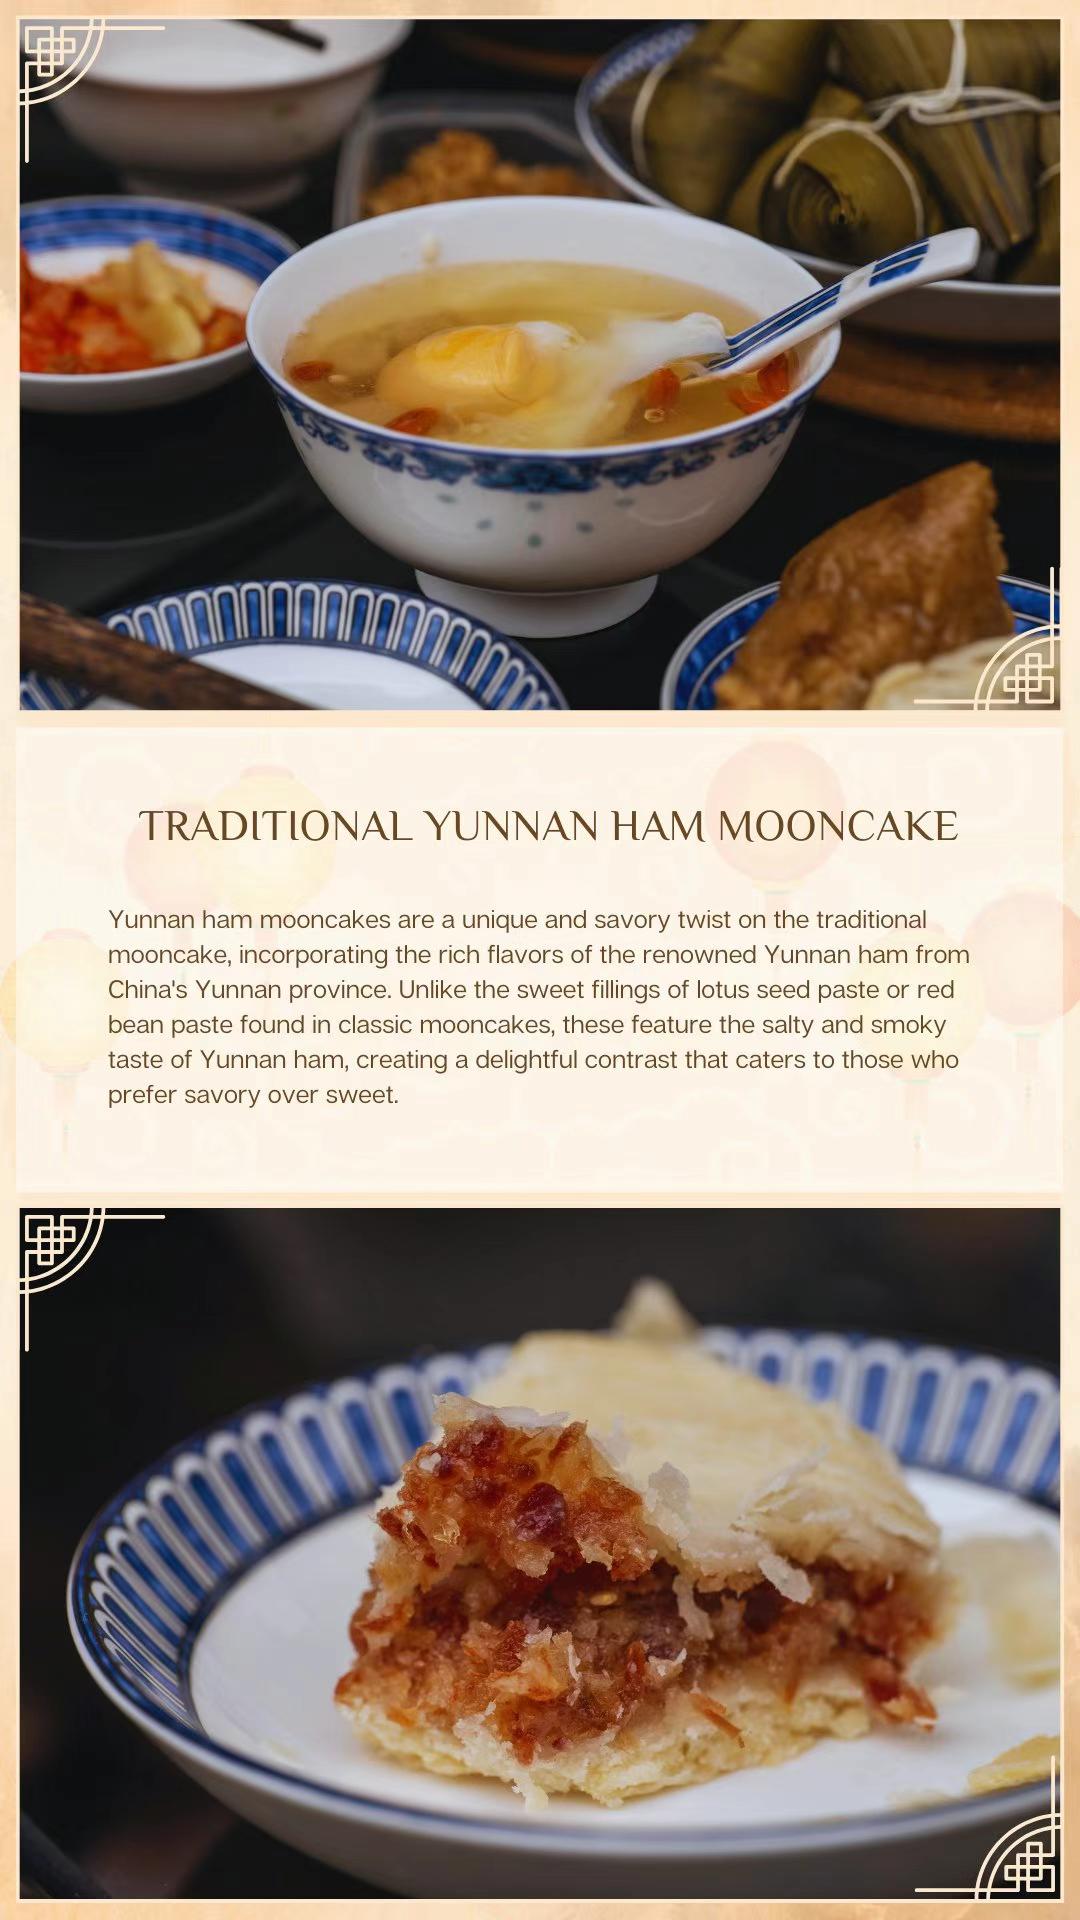 TRADITIONAL YUNNAN HAM MOONCAKE
Yunnan ham mooncakes are a unique and savory twist on the traditional
mooncake, incorporating the rich flavors of the renowned Yunnan ham from
China's Yunnan province. Unlike the sweet fillings of lotus seed paste or red
bean paste found in classic mooncakes, these feature the salty and smoky
taste of Yunnan ham, creating a delightful contrast that caters to those who
prefer savory over sweet.